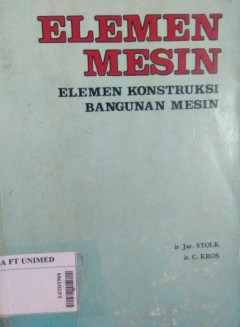 ELEMEN
MESIN
ELEMEN KONSTRUKSI
BANGUNAN MESIN
ir Jac. STOLK
ir. C. KROS
A FT UNIMED